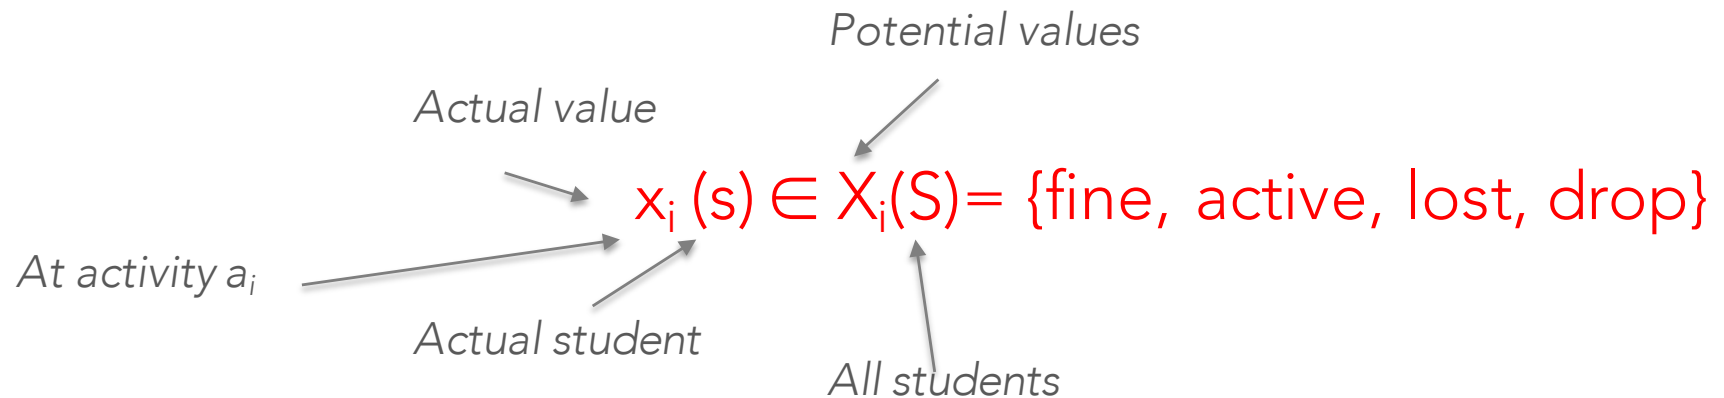 Potential values
Actual value
xᵢ (s) ∈ Xᵢ(S)= {fine, active, lost, drop}
At activity aᵢ
Actual student
All students